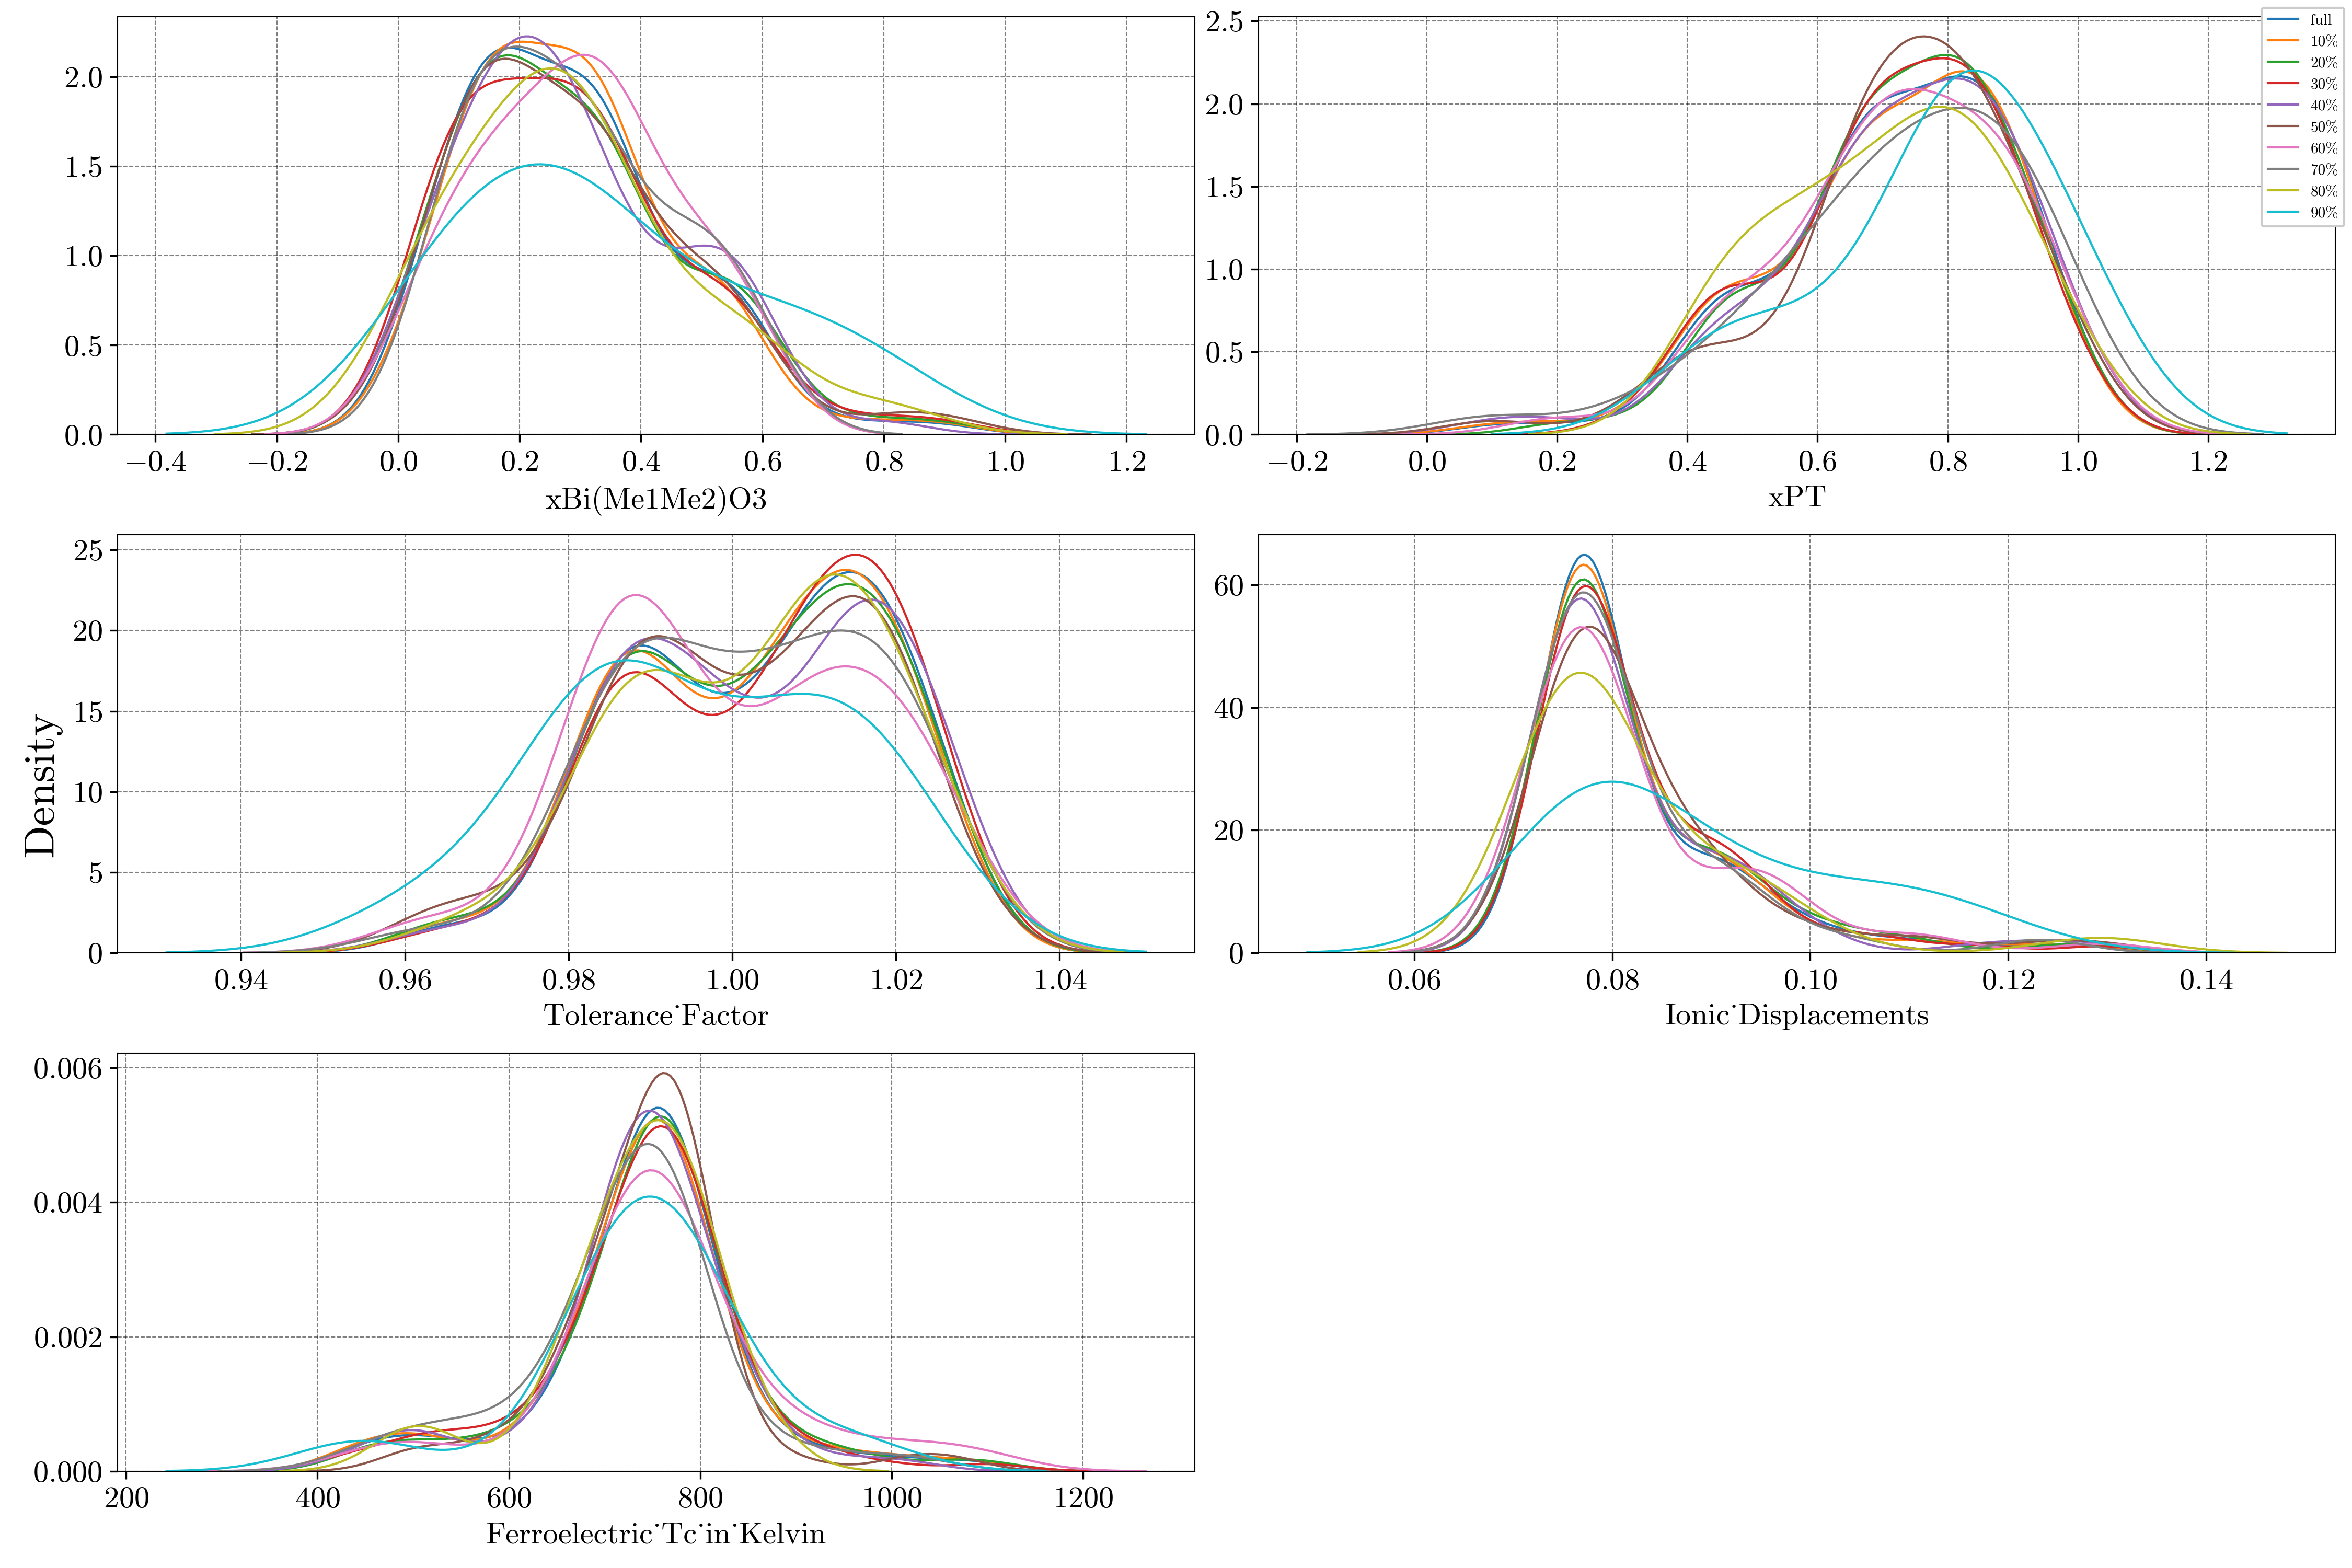 2.0
1.5
1.0
0.5
0.0
−0.4 −0.2 0.0 0.2 0.4 0.6 0.8 1.0 1.2
xBi(Me1Me2)O3
2.5
2.0
1.5
1.0
0.5
0.0
−0.2 0.0 0.2 0.4 0.6 0.8 1.0 1.2
xPT
full
10%
20%
30%
40%
50%
60%
70%
80%
90%
Density
25
20
15
10
5
0
0.94 0.96 0.98 1.00 1.02 1.04
Tolerance˙Factor
60
40
20
0
0.06 0.08 0.10 0.12 0.14
Ionic˙Displacements
0.006
0.004
0.002
0.000
200 400 600 800 1000 1200
Ferroelectric˙Tc˙in˙Kelvin